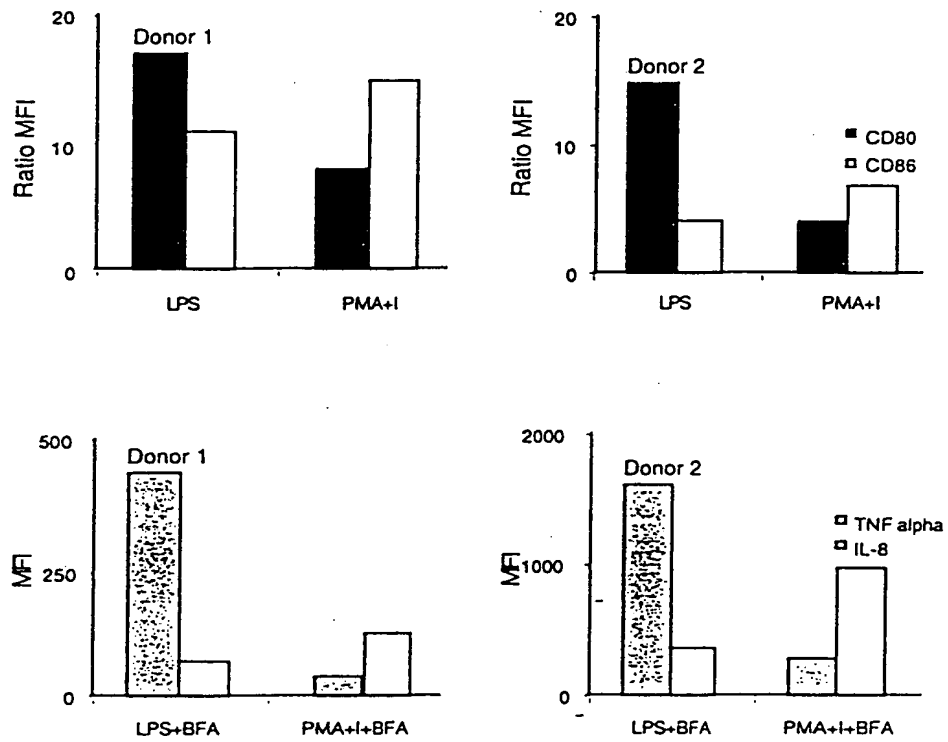 20
Donor 1
10
Ratio MFI
0
LPS PMA+I
20
Donor 2
10
Ratio MFI
CD80
CD86
0
LPS PMA+I
500
Donor 1
250
MFI
0
LPS+BFA PMA+I+BFA
2000
Donor 2
1000
MFI
TNF alpha
IL-8
0
LPS+BFA PMA+I+BFA